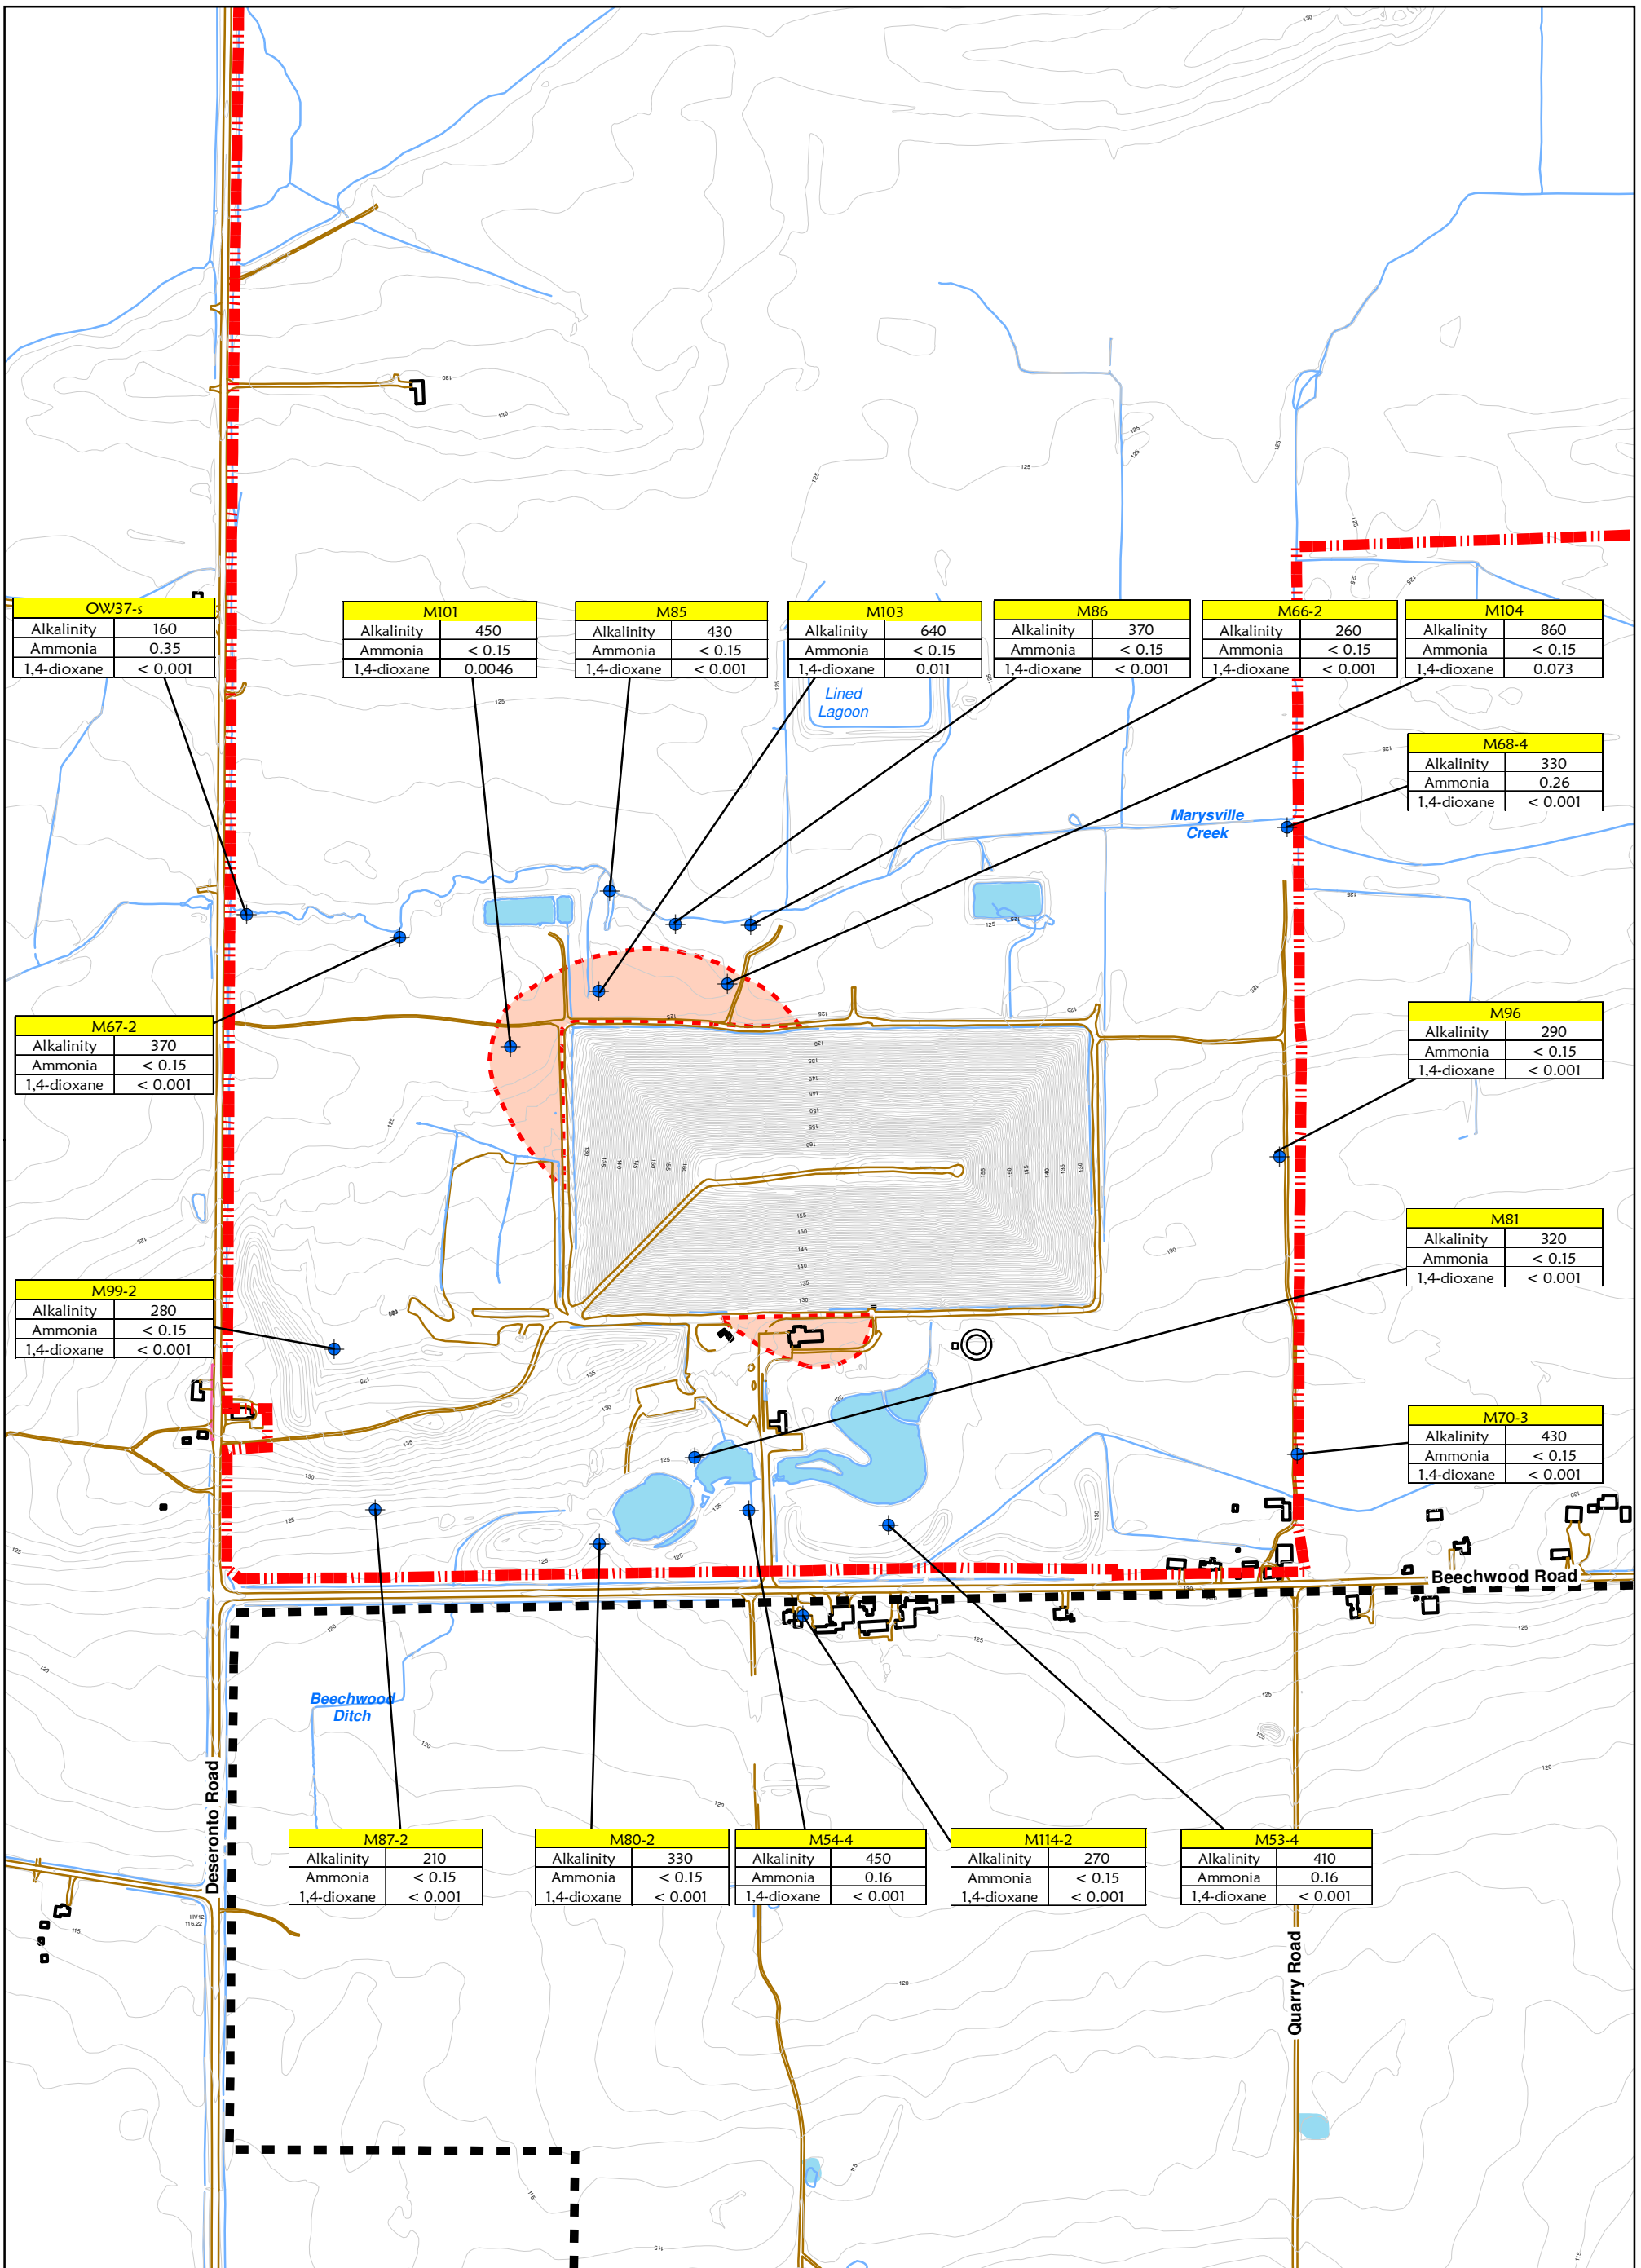 OW37-s
Alkalinity 160
Ammonia 0.35
1,4-dioxane < 0.001
M101
Alkalinity 450
Ammonia < 0.15
1,4-dioxane 0.0046
M85
Alkalinity 430
Ammonia < 0.15
1,4-dioxane < 0.001
M103
Alkalinity 640
Ammonia < 0.15
1,4-dioxane 0.011
M86
Alkalinity 370
Ammonia < 0.15
1,4-dioxane < 0.001
M66-2
Alkalinity 260
Ammonia < 0.15
1,4-dioxane < 0.001
M104
Alkalinity 860
Ammonia < 0.15
1,4-dioxane 0.073
Lined
Lagoon
M68-4
Alkalinity 330
Ammonia 0.26
1,4-dioxane < 0.001
Marysville
Creek
M67-2
Alkalinity 370
Ammonia < 0.15
1,4-dioxane < 0.001
M96
Alkalinity 290
Ammonia < 0.15
1,4-dioxane < 0.001
M81
Alkalinity 320
Ammonia < 0.15
1,4-dioxane < 0.001
M99-2
Alkalinity 280
Ammonia < 0.15
1,4-dioxane < 0.001
M70-3
Alkalinity 430
Ammonia < 0.15
1,4-dioxane < 0.001
Beechwood Road
Beechwood
Ditch
Deseronto Road
M87-2
Alkalinity 210
Ammonia < 0.15
1,4-dioxane < 0.001
M80-2
Alkalinity 330
Ammonia < 0.15
1,4-dioxane < 0.001
M54-4
Alkalinity 450
Ammonia 0.16
1,4-dioxane < 0.001
M114-2
Alkalinity 270
Ammonia < 0.15
1,4-dioxane < 0.001
M53-4
Alkalinity 410
Ammonia 0.16
1,4-dioxane < 0.001
HV12
116.22
Quarry Road